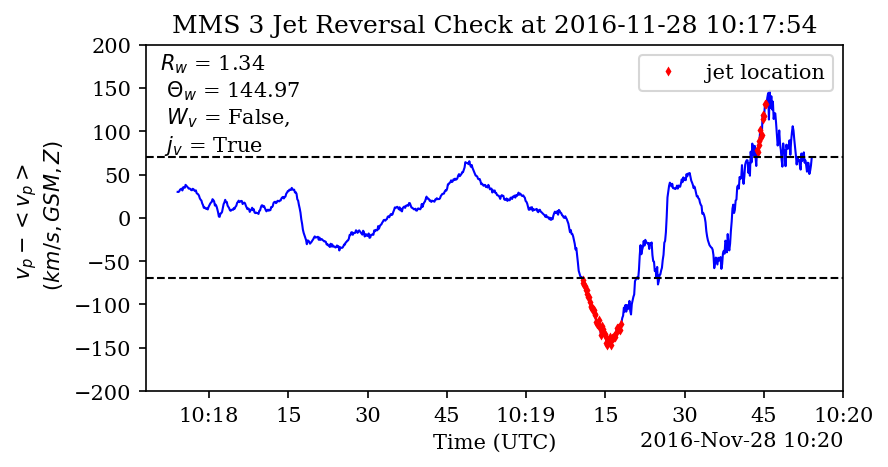 MMS 3 Jet Reversal Check at 2016-11-28 10:17:54
200
150
100
50
0
−50
−100
−150
−200
v_p − <v_p>
(km/s, GSM, Z)
R_w = 1.34
Θ_w = 144.97
W_v = False,
j_v = True
jet location
10:18 15 30 45 10:19 15 30 45 10:20
Time (UTC)
2016-Nov-28 10:20